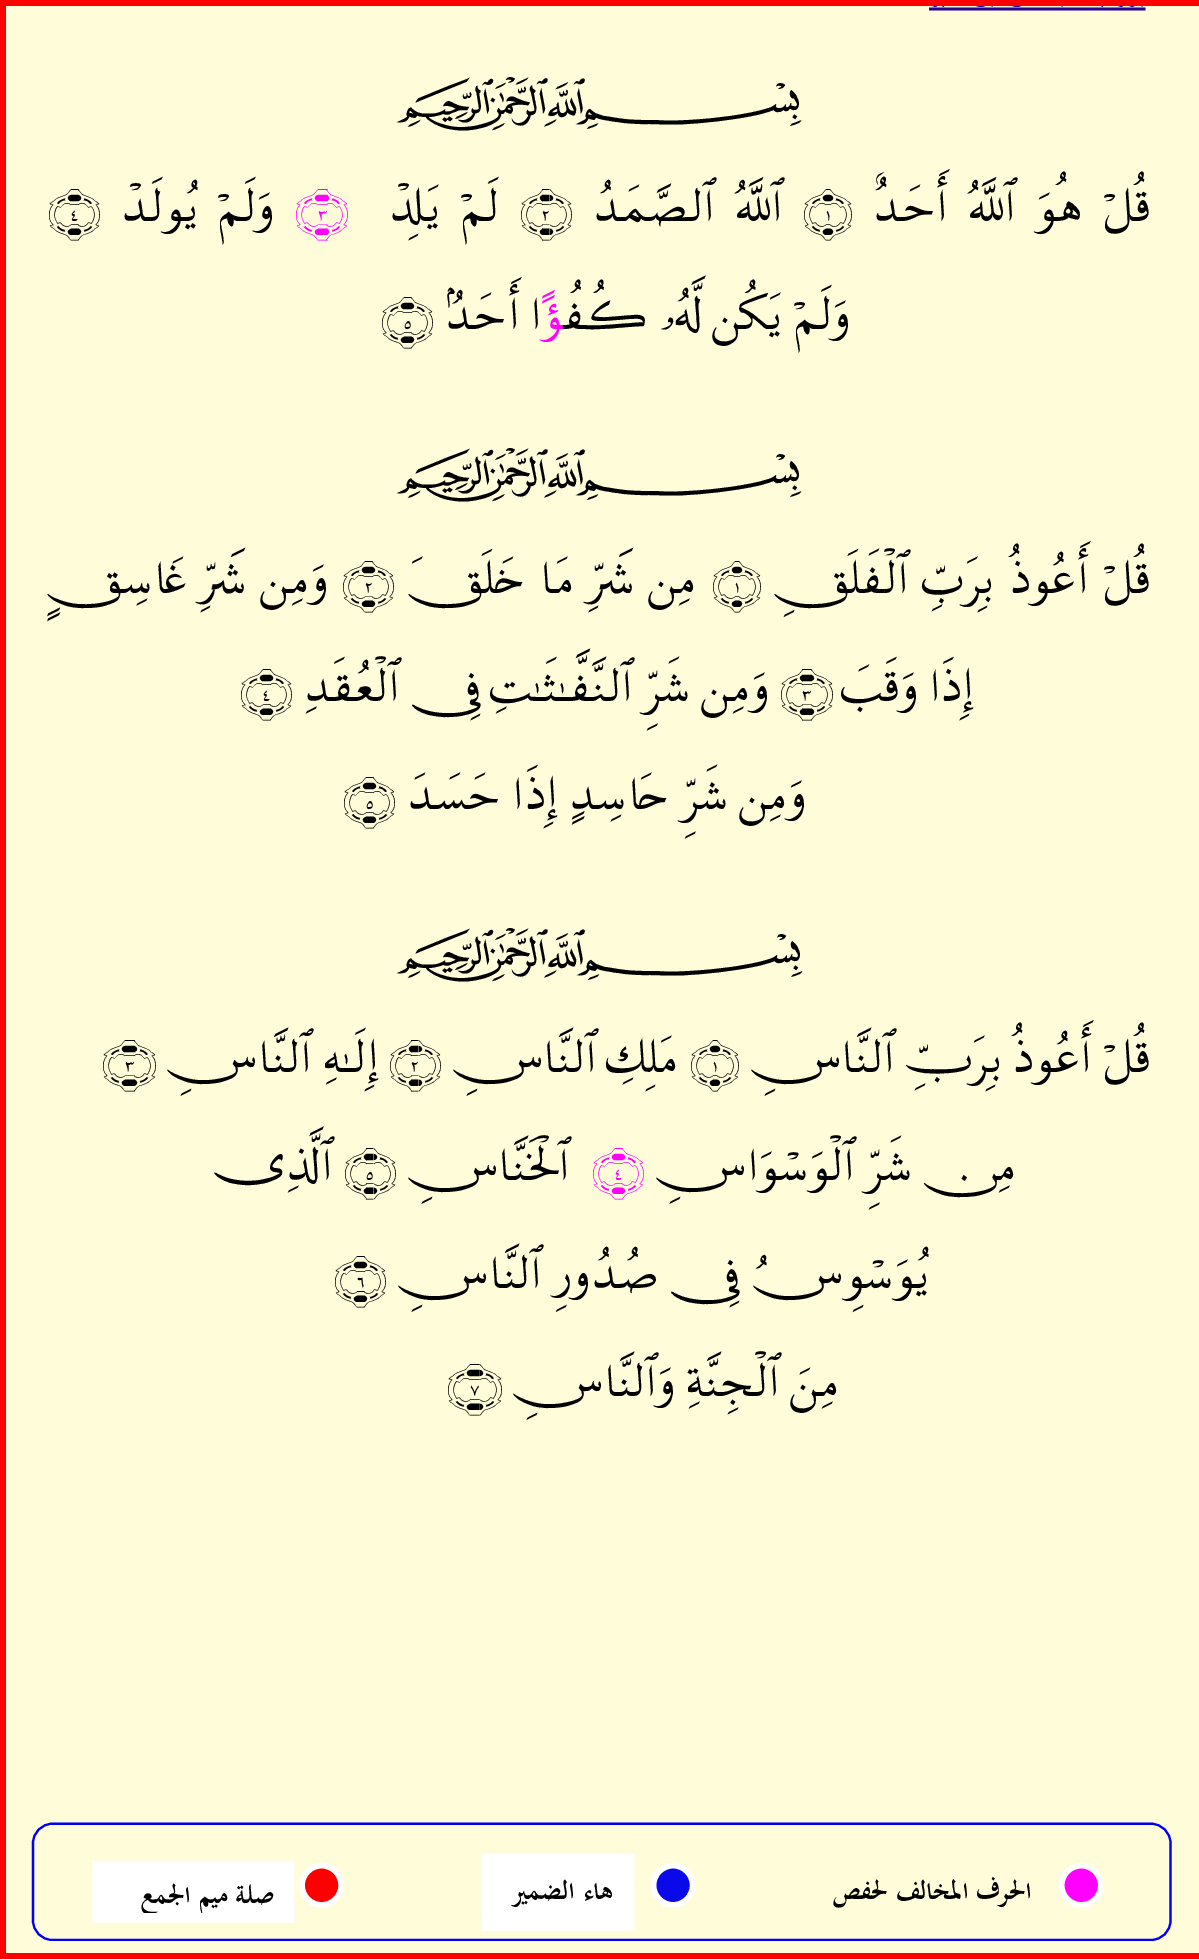 بِسْمِ ٱللَّهِ ٱلرَّحْمَٰنِ ٱلرَّحِيمِ
قُلْ هُوَ ٱللَّهُ أَحَدٌ ١ ٱللَّهُ ٱلصَّمَدُ ٢ لَمْ يَلِدْ ٣ وَلَمْ يُولَدْ ٤
وَلَمْ يَكُن لَّهُۥ كُفُؤًا أَحَدٌۢ ٥
بِسْمِ ٱللَّهِ ٱلرَّحْمَٰنِ ٱلرَّحِيمِ
قُلْ أَعُوذُ بِرَبِّ ٱلْفَلَقِ ١ مِن شَرِّ مَا خَلَقَ ٢ وَمِن شَرِّ غَاسِقٍ
إِذَا وَقَبَ ٣ وَمِن شَرِّ ٱلنَّفَّٰثَٰتِ فِى ٱلْعُقَدِ ٤
وَمِن شَرِّ حَاسِدٍ إِذَا حَسَدَ ٥
بِسْمِ ٱللَّهِ ٱلرَّحْمَٰنِ ٱلرَّحِيمِ
قُلْ أَعُوذُ بِرَبِّ ٱلنَّاسِ ١ مَلِكِ ٱلنَّاسِ ٢ إِلَٰهِ ٱلنَّاسِ ٣
مِن شَرِّ ٱلْوَسْوَاسِ ٤ ٱلْخَنَّاسِ ٥ ٱلَّذِى
يُوَسْوِسُ فِى صُدُورِ ٱلنَّاسِ ٦
مِنَ ٱلْجِنَّةِ وَٱلنَّاسِ ٧
الحرف المخالف لحفص هاء الضمير صلة ميم الجمع